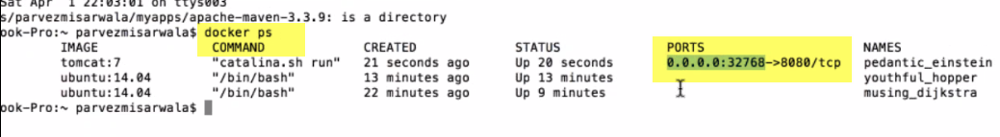 Sat Apr 1 22:03:01 on ttys003
s/parvezmisarwala/myapps/apache-maven-3.3.9: is a directory
ook-Pro:~ parvezmisarwala$ docker ps
IMAGE COMMAND CREATED STATUS PORTS NAMES
tomcat:7 "catalina.sh run" 21 seconds ago Up 20 seconds 0.0.0.0:32768->8080/tcp pedantic_einstein
ubuntu:14.04 "/bin/bash" 13 minutes ago Up 13 minutes youthful_hopper
ubuntu:14.04 "/bin/bash" 22 minutes ago Up 9 minutes musing_dijkstra
ook-Pro:~ parvezmisarwala$